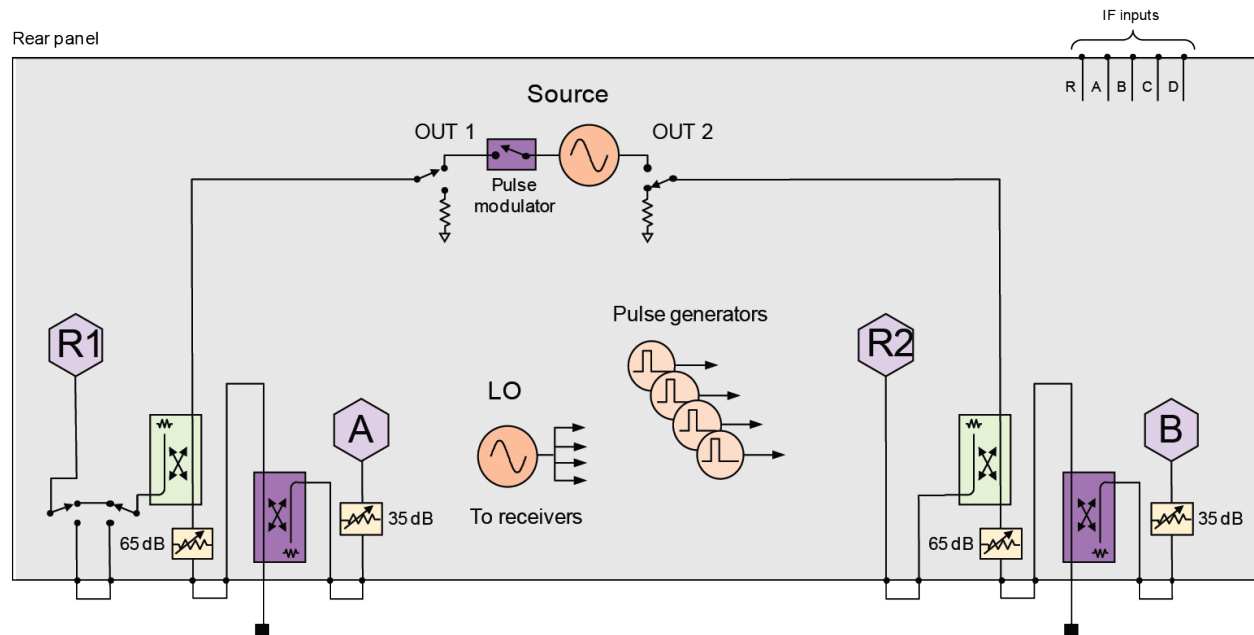 IF inputs
Rear panel
R A B C D
Source
OUT 1
OUT 2
Pulse
modulator
Pulse generators
R1
R2
LO
A
B
To receivers
35 dB
35 dB
65 dB
65 dB